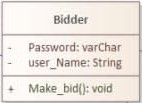 Bidder
- Password: varChar
- user_Name: String
+ Make_bid(): void